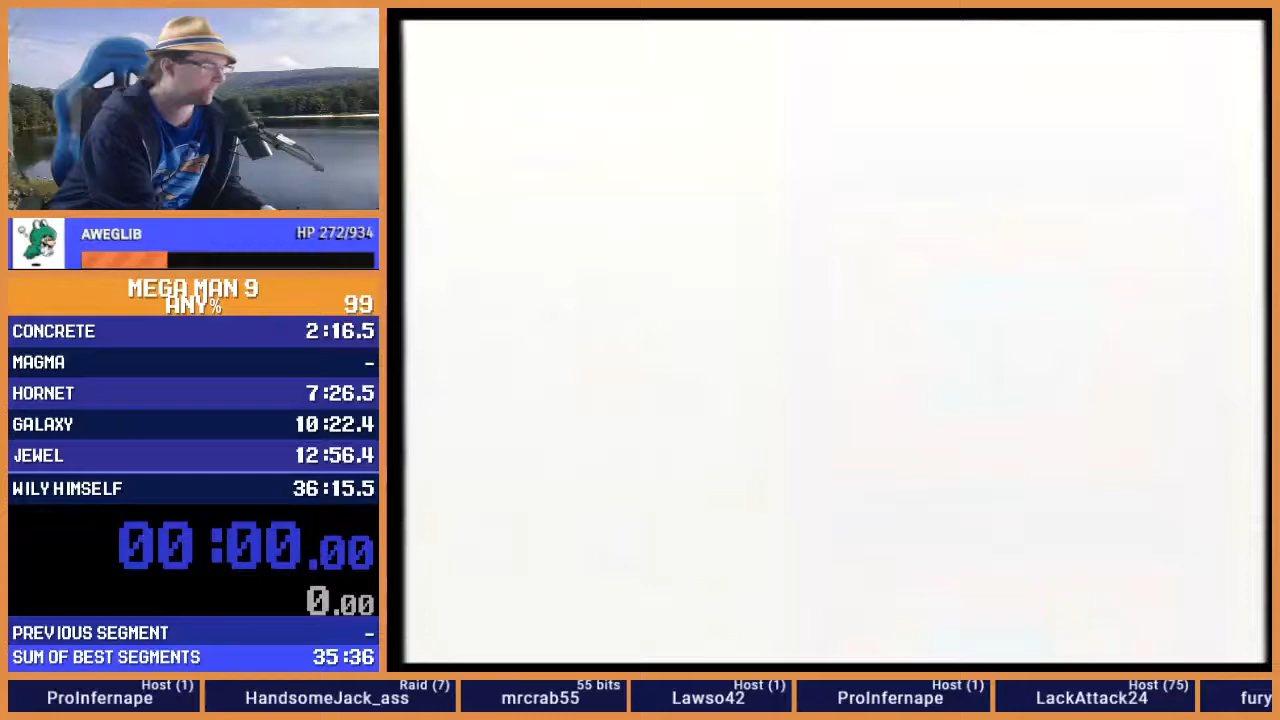 AWEGLIB HP 272/934
MEGA MAN 9
ANY% 99
CONCRETE 2:16.5
MAGMA -
HORNET 7:26.5
GALAXY 10:22.4
JEWEL 12:56.4
WILY HIMSELF 36:15.5
00:00.00
0.00
PREVIOUS SEGMENT -
SUM OF BEST SEGMENTS 35:36
Host (1) Raid (7) 55 bits Host (1) Host (1) Host (75)
ProInfernape HandsomeJack_ass mrcrab55 Lawso42 ProInfernape LackAttack24 fury